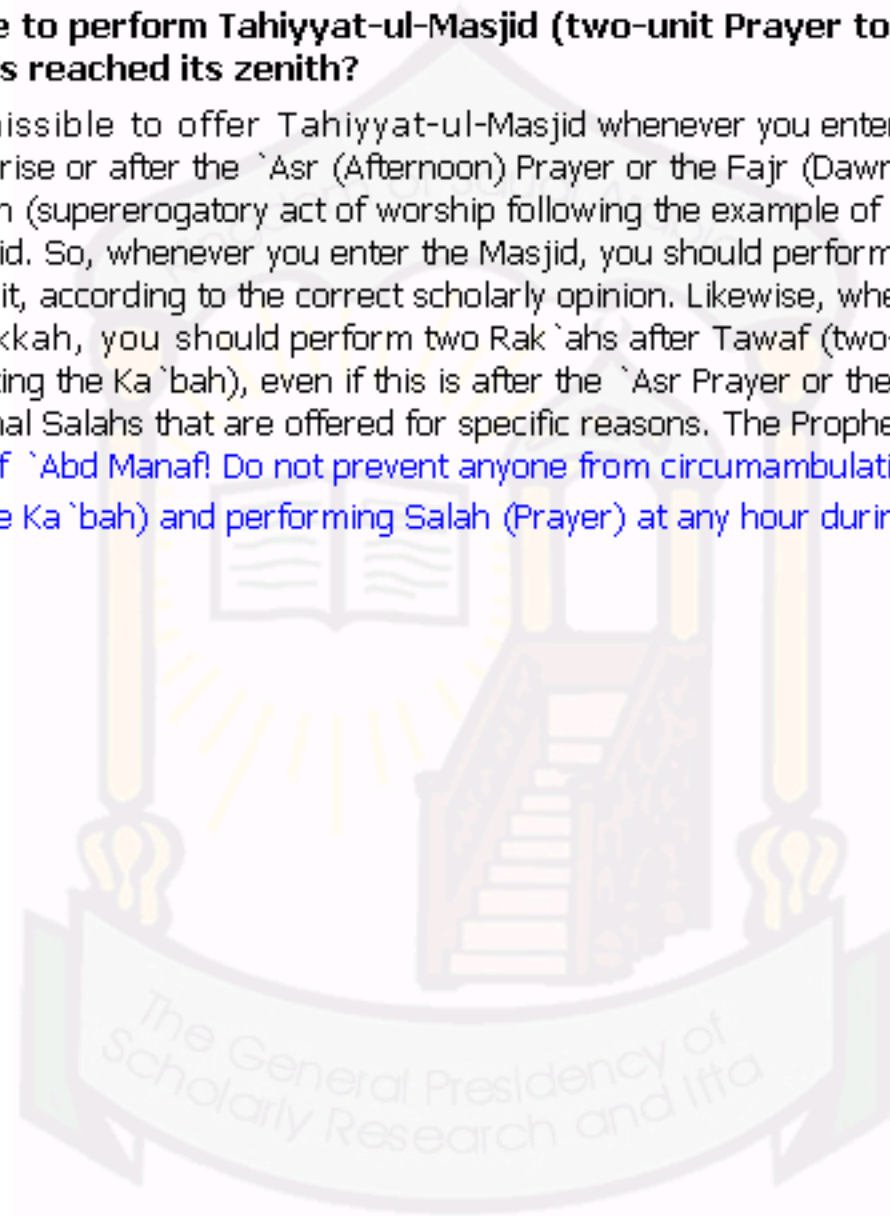 e to perform Tahiyyat-ul-Masjid (two-unit Prayer to
s reached its zenith?
issible to offer Tahiyyat-ul-Masjid whenever you enter
rise or after the `Asr (Afternoon) Prayer or the Fajr (Dawn
n (supererogatory act of worship following the example of
id. So, whenever you enter the Masjid, you should perform
it, according to the correct scholarly opinion. Likewise, whe
kkah, you should perform two Rak`ahs after Tawaf (two-
ting the Ka`bah), even if this is after the `Asr Prayer or the
nal Salahs that are offered for specific reasons. The Prophe
f `Abd Manaf! Do not prevent anyone from circumambulati
e Ka`bah) and performing Salah (Prayer) at any hour durin
Kingdom of Saudi Arabia
The General Presidency of
Scholarly Research and Ifta